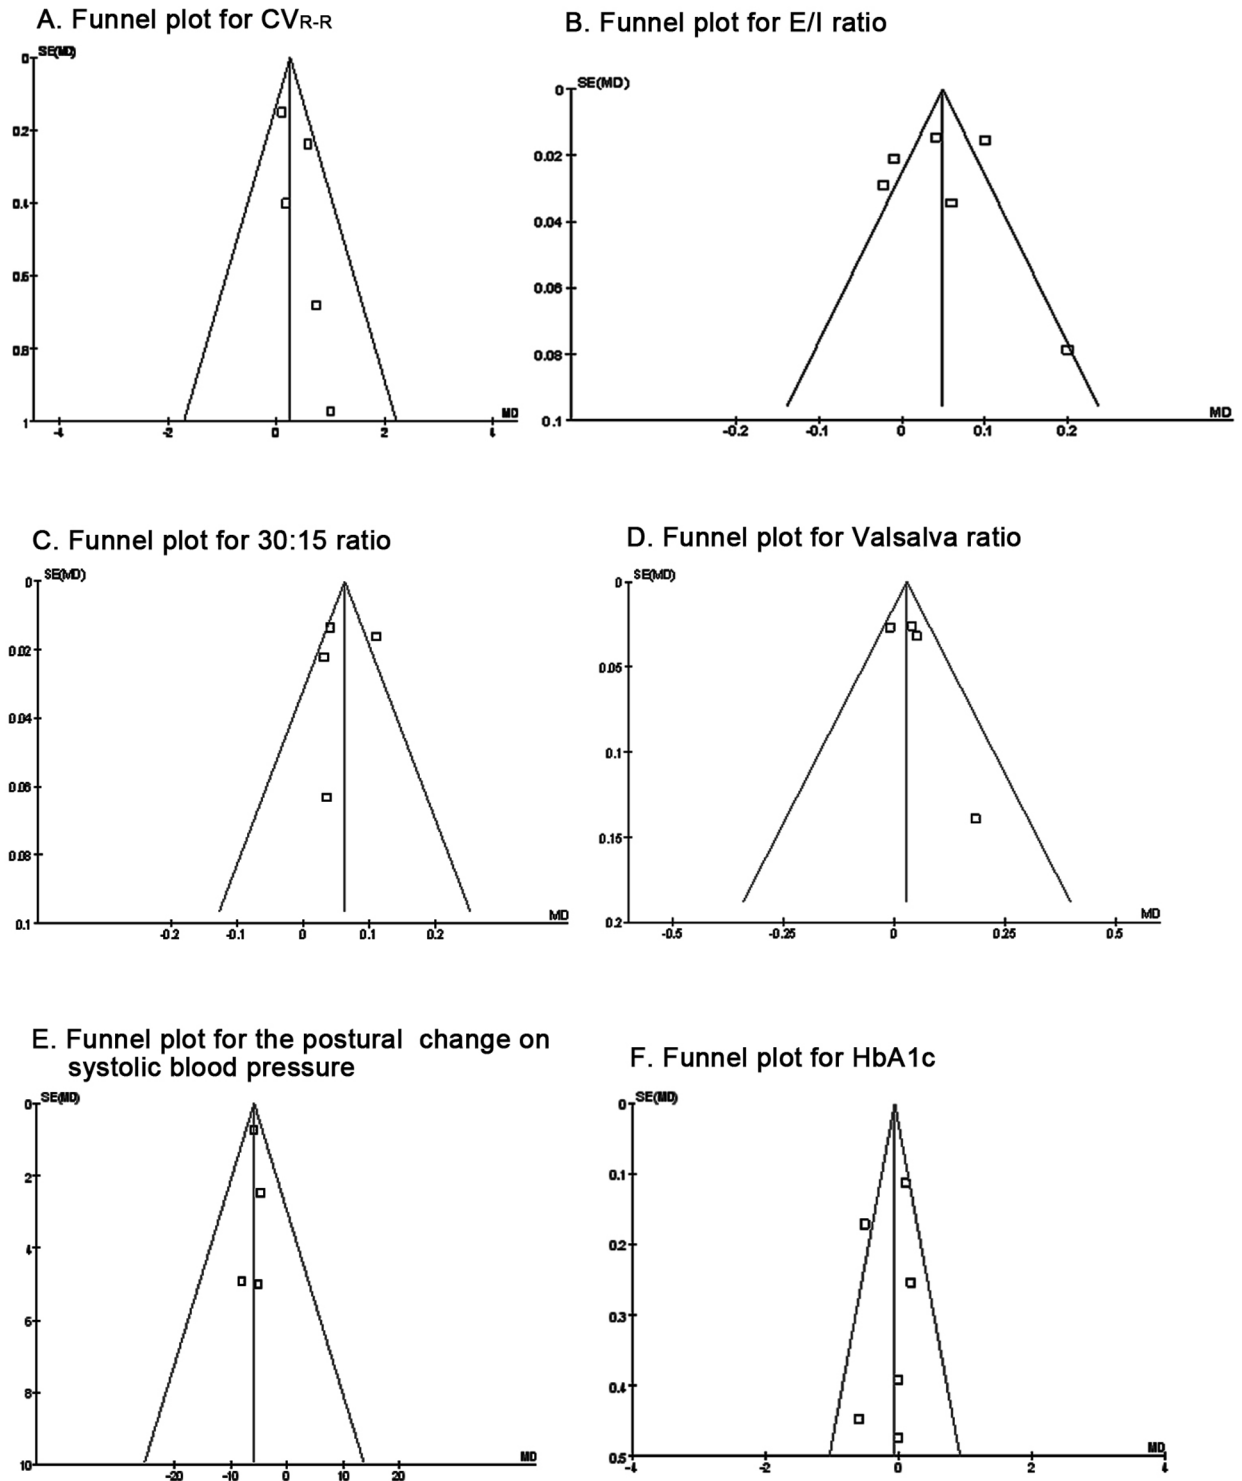 A. Funnel plot for CVR-R
SE(MD)
0
0.2
0.4
0.6
0.8
1
-4 -2 0 2 4
MD
B. Funnel plot for E/I ratio
SE(MD)
0
0.02
0.04
0.06
0.08
0.1
-0.2 -0.1 0 0.1 0.2
MD
C. Funnel plot for 30:15 ratio
SE(MD)
0
0.02
0.04
0.06
0.08
0.1
-0.2 -0.1 0 0.1 0.2
MD
D. Funnel plot for Valsalva ratio
SE(MD)
0
0.05
0.1
0.15
0.2
-0.5 -0.25 0 0.25 0.5
MD
E. Funnel plot for the postural change on
systolic blood pressure
SE(MD)
0
2
4
6
8
10
-20 -10 0 10 20
MD
F. Funnel plot for HbA1c
SE(MD)
0
0.1
0.2
0.3
0.4
0.5
-4 -2 0 2 4
MD